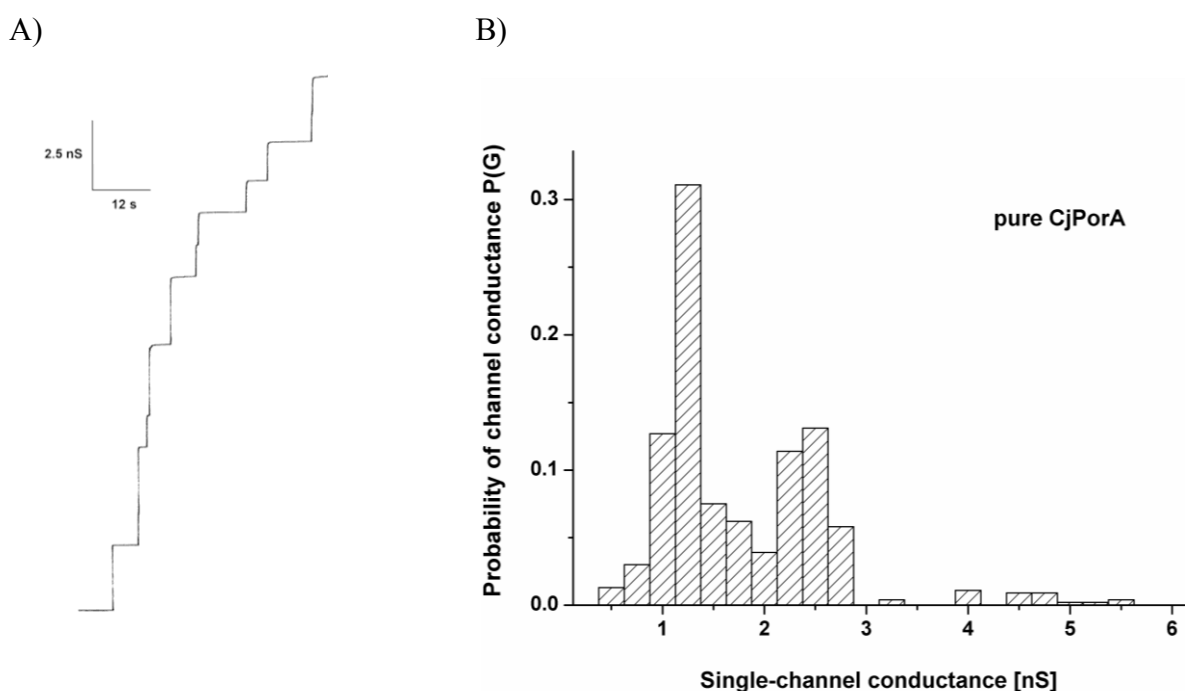 A)
B)
2.5 nS
12 s
Probability of channel conductance P(G)
0.3
0.2
0.1
0.0
pure CjPorA
1 2 3 4 5 6
Single-channel conductance [nS]